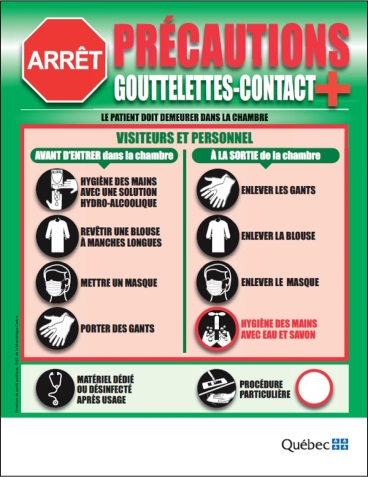 ARRÊT
PRÉCAUTIONS
GOUTTELETTES-CONTACT+
LE PATIENT DOIT DEMEURER DANS LA CHAMBRE
VISITEURS ET PERSONNEL
AVANT D'ENTRER dans la chambre
HYGIÈNE DES MAINS
AVEC UNE SOLUTION
HYDRO-ALCOOLIQUE
REVÊTIR UNE BLOUSE
À MANCHES LONGUES
METTRE UN MASQUE
PORTER DES GANTS
À LA SORTIE de la chambre
ENLEVER LES GANTS
ENLEVER LA BLOUSE
ENLEVER LE MASQUE
HYGIÈNE DES MAINS
AVEC EAU ET SAVON
MATÉRIEL DÉDIÉ
OU DÉSINFECTÉ
APRÈS USAGE
PROCÉDURE
PARTICULIÈRE
Québec